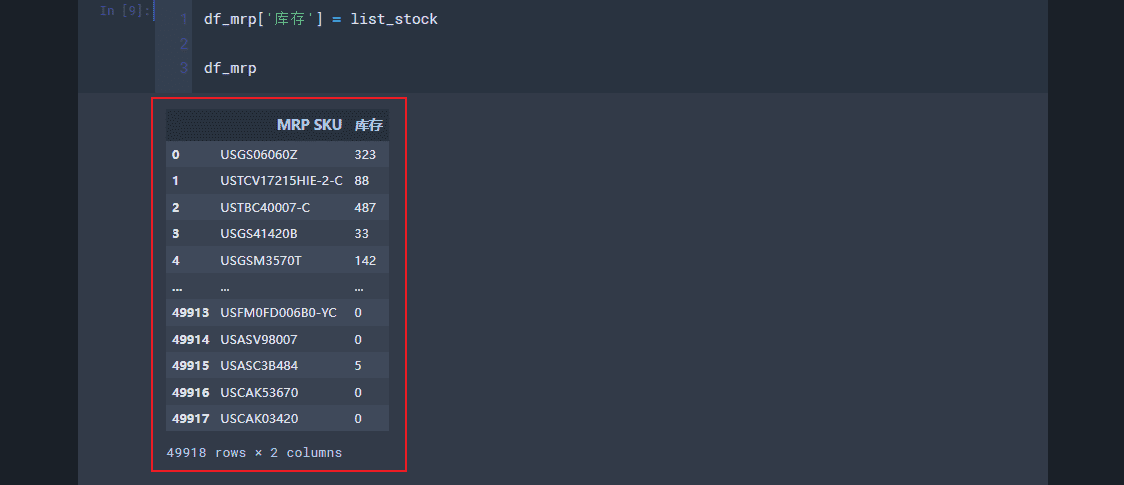 In [9]:
1 df_mrp['库存'] = list_stock
2
3 df_mrp
MRP SKU 库存
0 USGS06060Z 323
1 USTCV17215HIE-2-C 88
2 USTBC40007-C 487
3 USGS41420B 33
4 USGSM3570T 142
... ... ...
49913 USFM0FD006B0-YC 0
49914 USASV98007 0
49915 USASC3B484 5
49916 USCAK53670 0
49917 USCAK03420 0
49918 rows × 2 columns